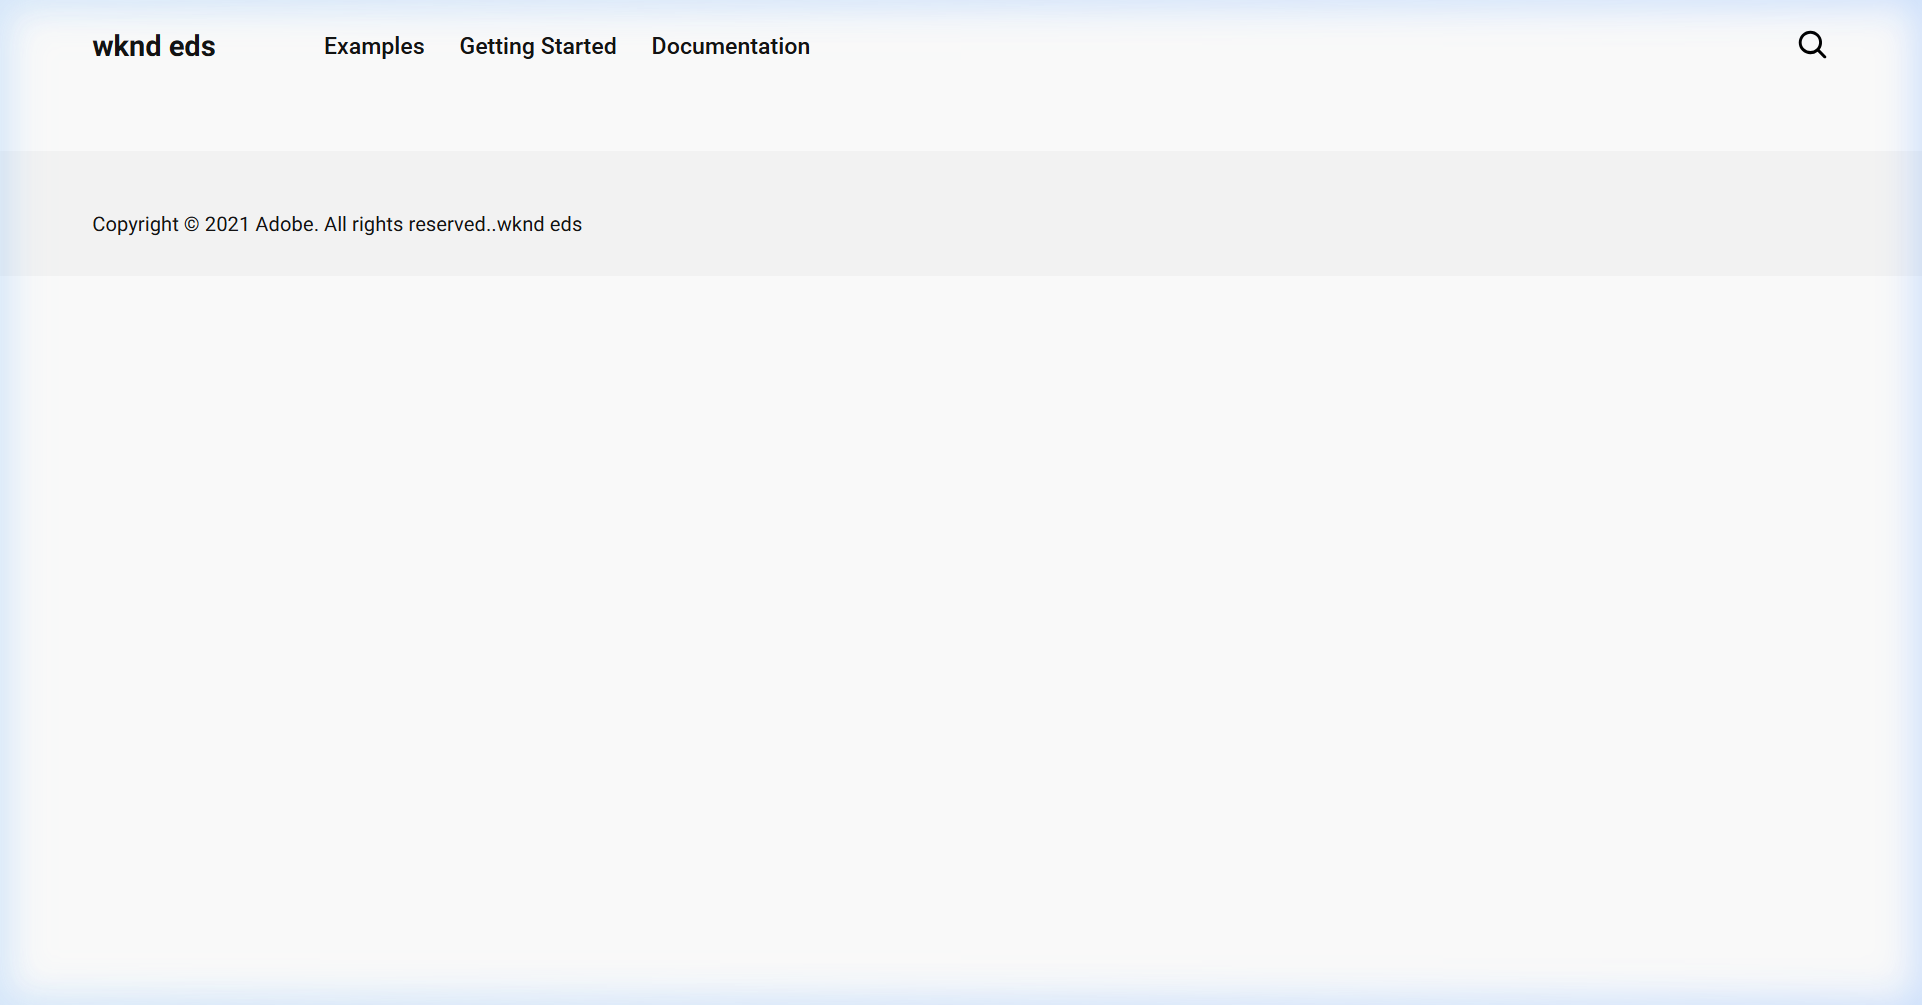 wknd eds
Examples Getting Started Documentation
Copyright © 2021 Adobe. All rights reserved..wknd eds